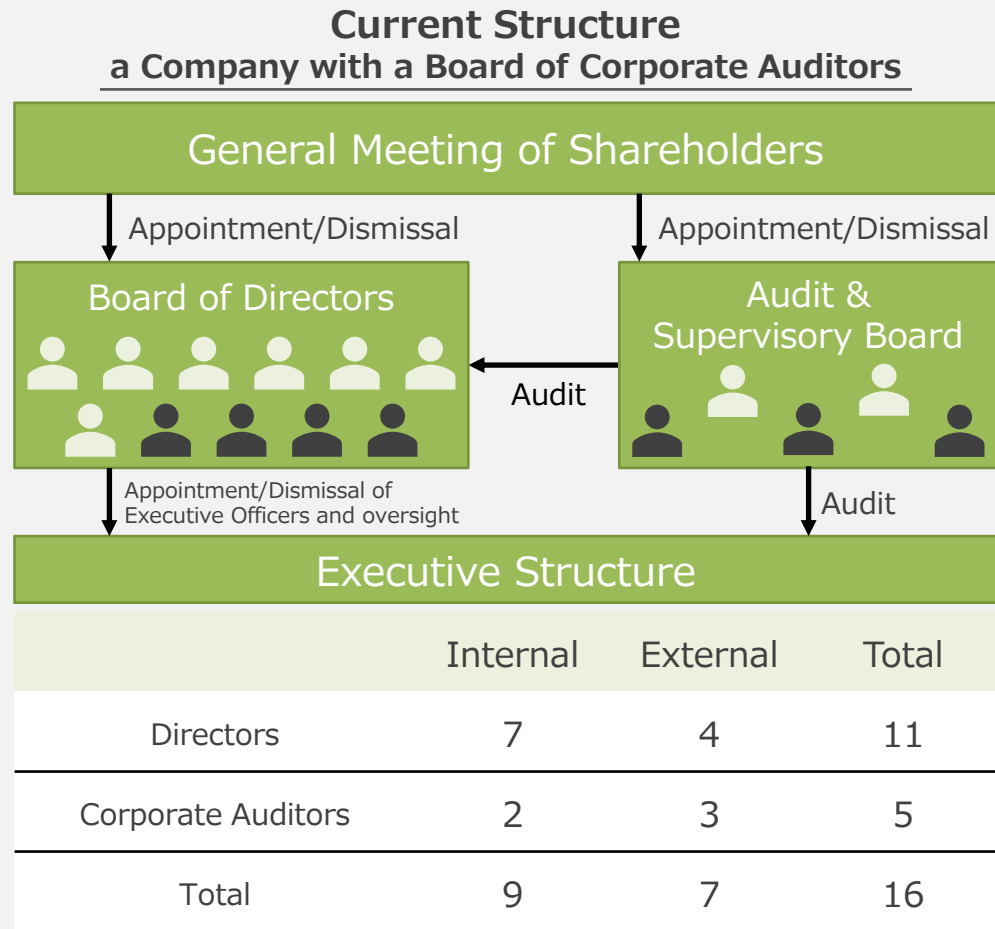 Current Structure
a Company with a Board of Corporate Auditors
General Meeting of Shareholders
Appointment/Dismissal
Appointment/Dismissal
Board of Directors
Audit &
Supervisory Board
Audit
Appointment/Dismissal of
Executive Officers and oversight
Audit
Executive Structure
Internal External Total
Directors 7 4 11
Corporate Auditors 2 3 5
Total 9 7 16